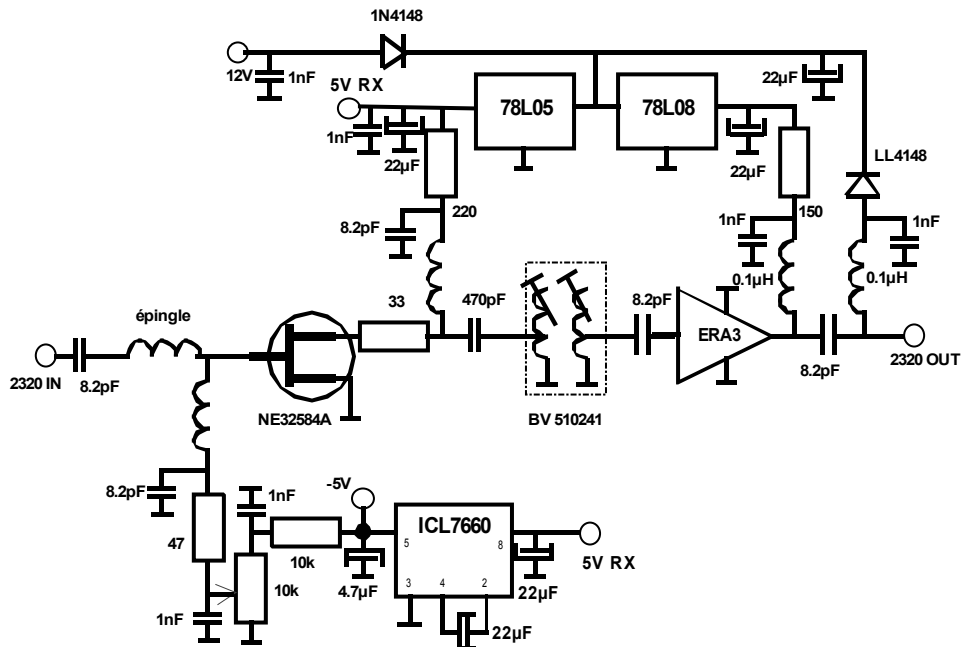 1N4148
12V
1nF
5V RX
1nF
22µF
78L05
78L08
22µF
22µF
LL4148
220
8.2pF
150
1nF
1nF
0.1µH
0.1µH
épingle
33
470pF
8.2pF
ERA3
2320 IN
8.2pF
NE32584A
BV 510241
8.2pF
2320 OUT
8.2pF
1nF
-5V
47
10k
10k
1nF
4.7µF
ICL7660
5
8
3
4
2
22µF
22µF
5V RX